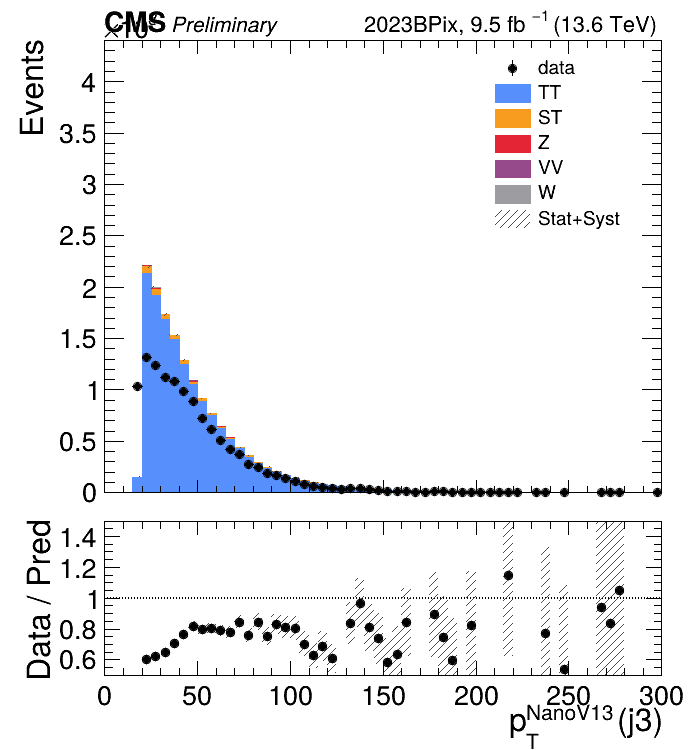 CMS Preliminary 2023BPix, 9.5 fb⁻¹ (13.6 TeV)
Events
4
3.5
3
2.5
2
1.5
1
0.5
0
data
TT
ST
Z
VV
W
Stat+Syst
Data / Pred
1.4
1.2
1
0.8
0.6
0 50 100 150 200 250 300
p_T^NanoV13 (j3)